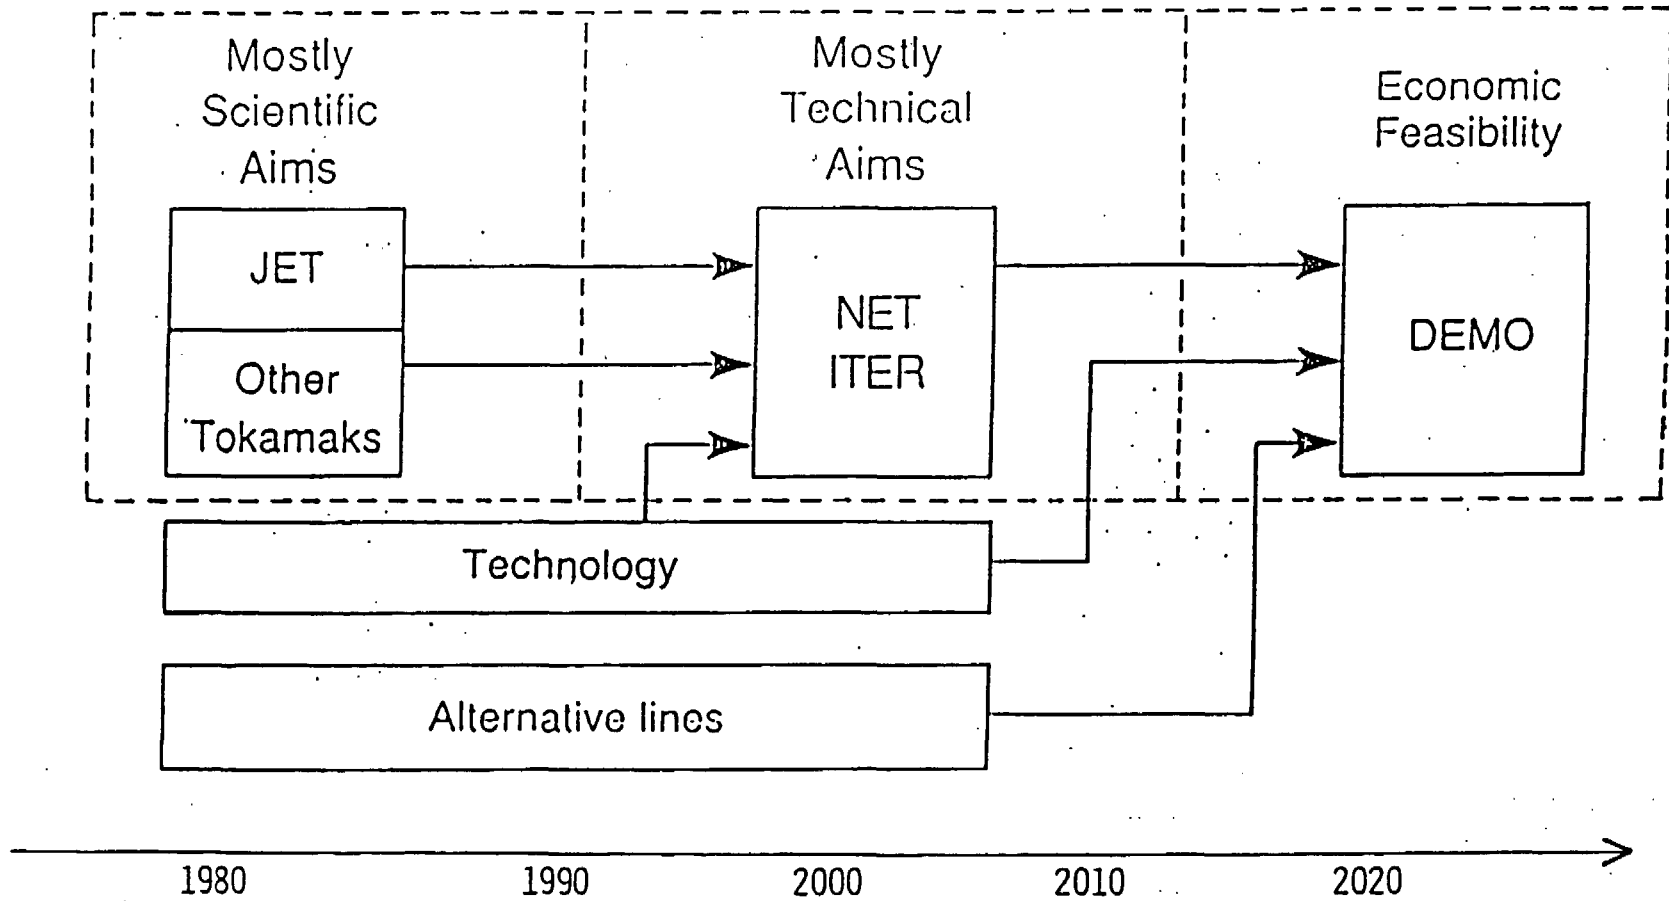 Mostly
Scientific
Aims
Mostly
Technical
Aims
Economic
Feasibility
JET
Other
Tokamaks
NET
ITER
DEMO
Technology
Alternative lines
1980 1990 2000 2010 2020